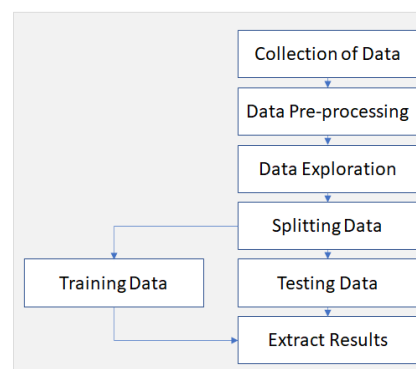 Collection of Data
Data Pre-processing
Data Exploration
Splitting Data
Training Data
Testing Data
Extract Results